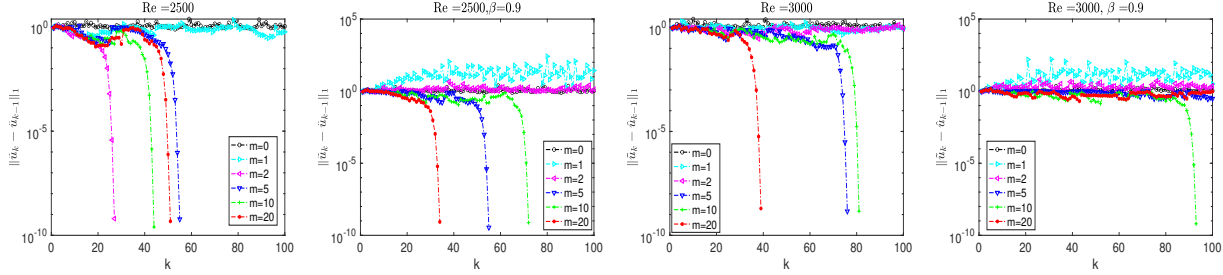 Re =2500
‖ũ_k − û_{k−1}‖_1
10^0
10^-5
10^-10
0 20 40 60 80 100
k
m=0
m=1
m=2
m=5
m=10
m=20
Re =2500,β=0.9
‖ũ_k − û_{k−1}‖_1
10^5
10^0
10^-5
10^-10
0 20 40 60 80 100
k
m=0
m=1
m=2
m=5
m=10
m=20
Re =3000
‖ũ_k − û_{k−1}‖_1
10^0
10^-5
10^-10
0 20 40 60 80 100
k
m=0
m=1
m=2
m=5
m=10
m=20
Re =3000, β =0.9
‖ũ_k − û_{k−1}‖_1
10^5
10^0
10^-5
10^-10
0 20 40 60 80 100
k
m=0
m=1
m=2
m=5
m=10
m=20